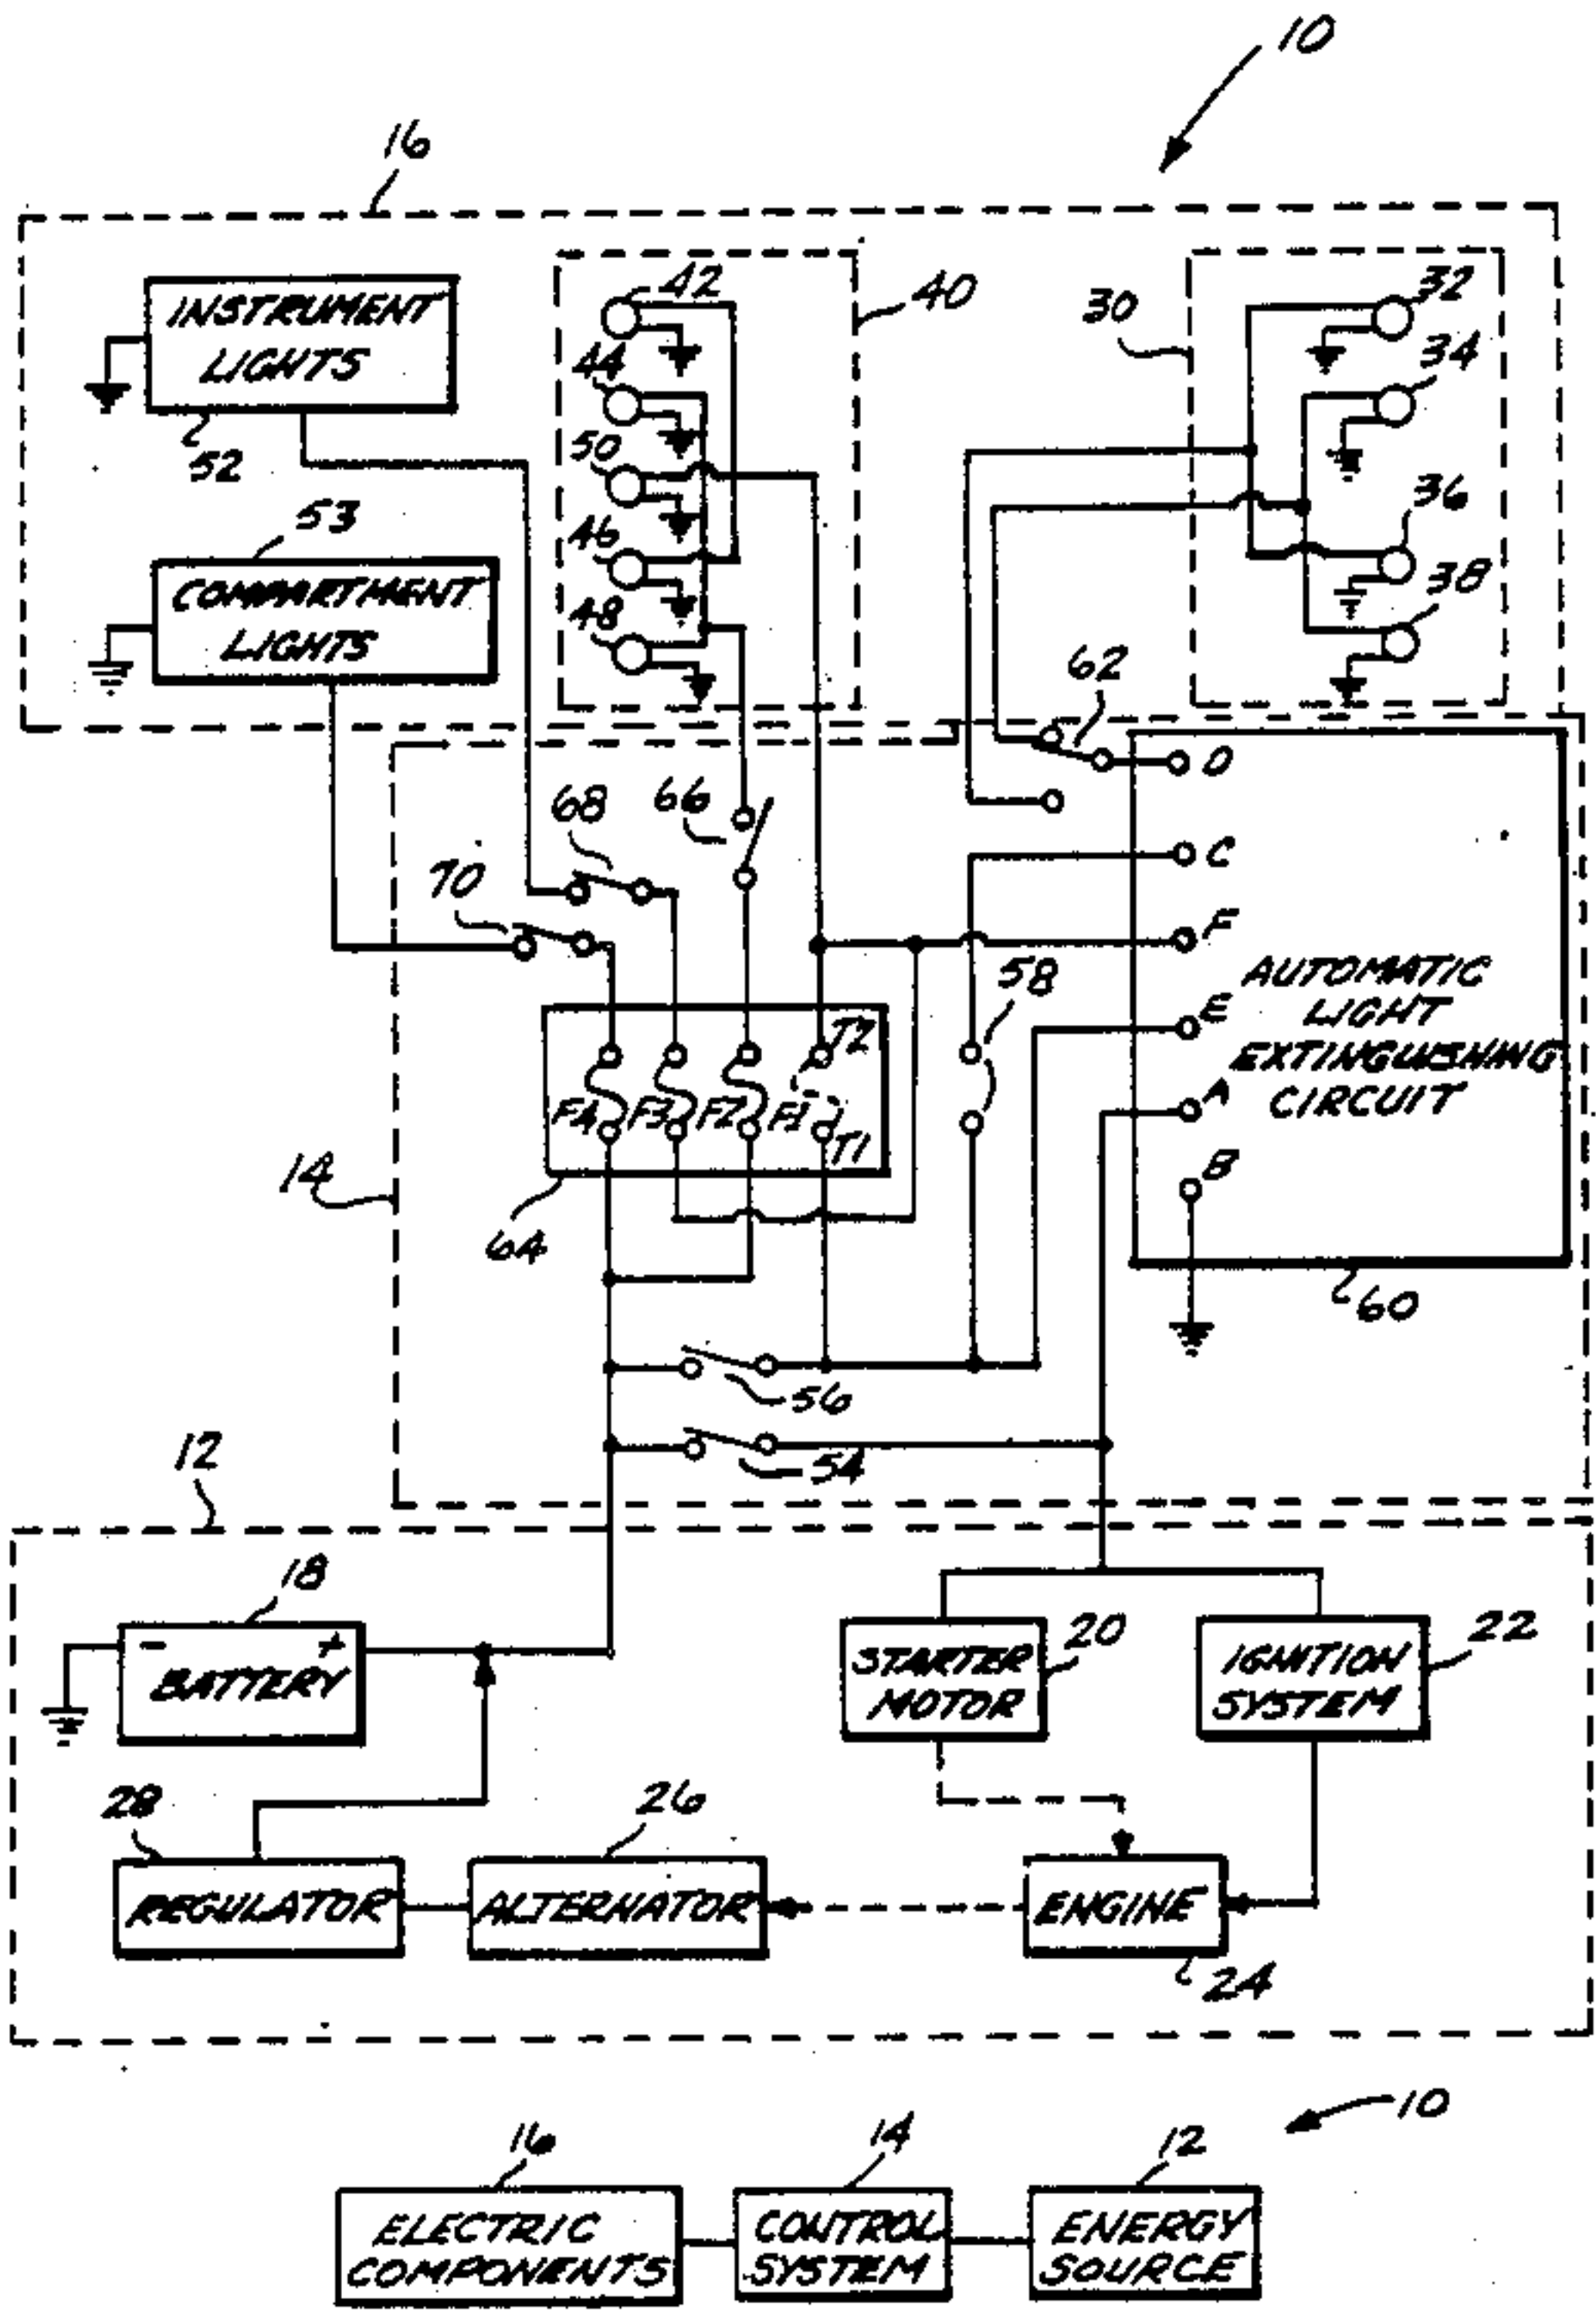 10
16
INSTRUMENT
LIGHTS
52
53
COMPARTMENT
LIGHTS
42
44
50
46
48
40
30
32
34
36
38
62
D
C
F
E
A
B
AUTOMATIC
LIGHT
EXTINGUISHING
CIRCUIT
60
68
66
70
58
T2
F4 F3 F2 F1
T1
64
14
56
54
12
18
- +
BATTERY
STARTER
MOTOR
20
IGNITION
SYSTEM
22
28
REGULATOR
26
ALTERNATOR
ENGINE
24
10
16
ELECTRIC
COMPONENTS
14
CONTROL
SYSTEM
12
ENERGY
SOURCE